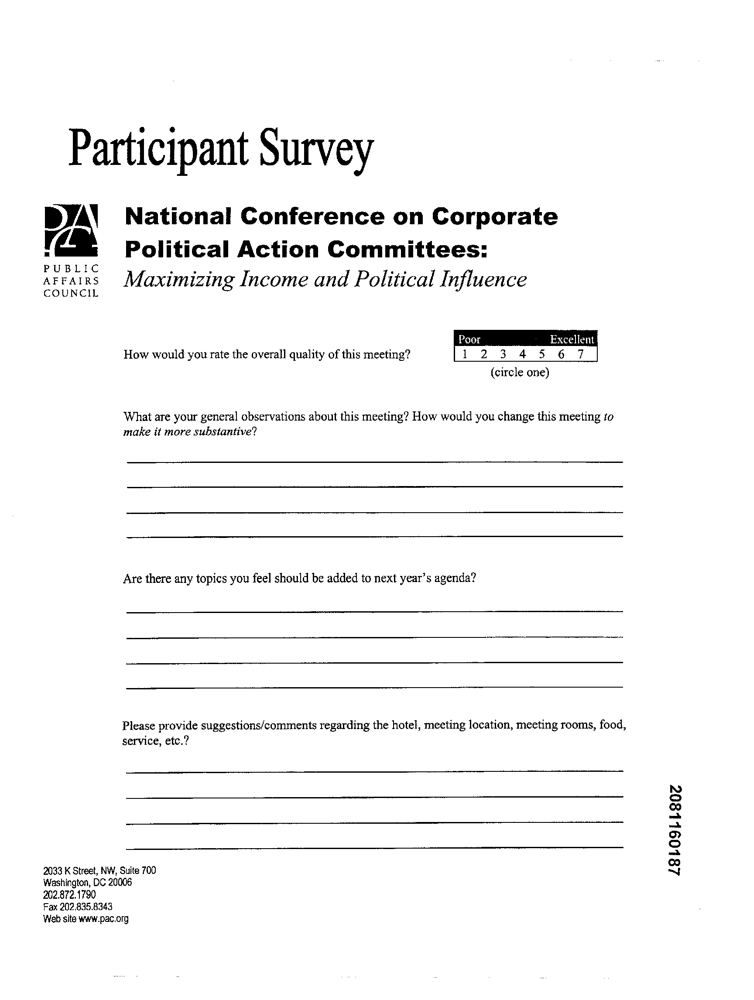 Participant Survey
PUBLIC
AFFAIRS
COUNCIL
National Conference on Corporate
Political Action Committees:
Maximizing Income and Political Influence
How would you rate the overall quality of this meeting?
Poor Excellent
1 2 3 4 5 6 7
(circle one)
What are your general observations about this meeting? How would you change this meeting to
make it more substantive?
Are there any topics you feel should be added to next year's agenda?
Please provide suggestions/comments regarding the hotel, meeting location, meeting rooms, food,
service, etc.?
2081160187
2033 K Street, NW, Suite 700
Washington, DC 20006
202.872.1790
Fax 202.835.8343
Web site www.pac.org